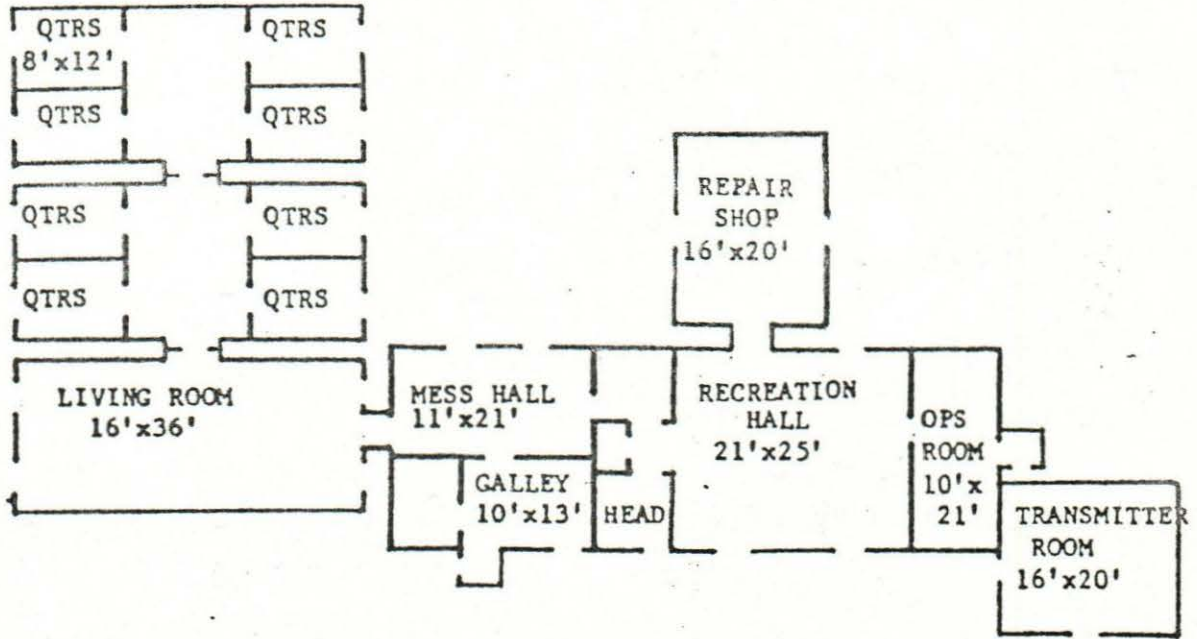 QTRS
8'x12'
QTRS
QTRS
QTRS
QTRS
QTRS
QTRS
QTRS
REPAIR
SHOP
16'x20'
LIVING ROOM
16'x36'
MESS HALL
11'x21'
RECREATION
HALL
21'x25'
OPS
ROOM
10'x
21'
GALLEY
10'x13'
HEAD
TRANSMITTER
ROOM
16'x20'